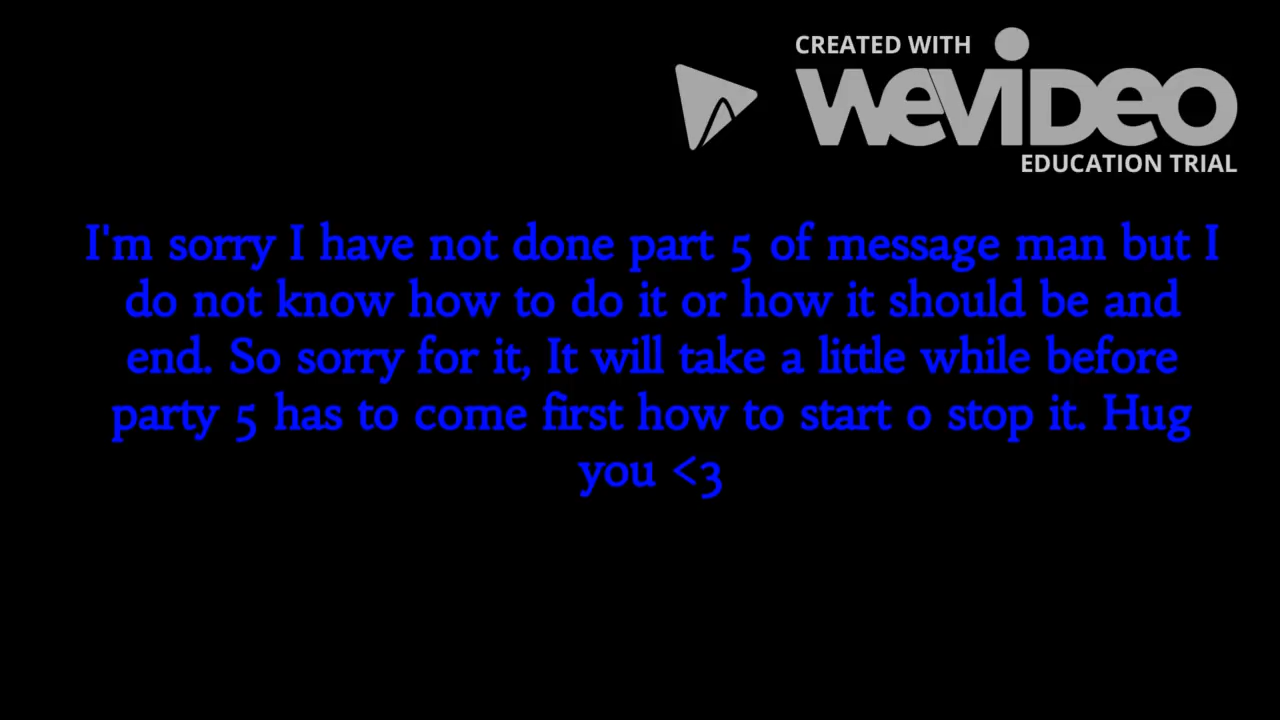 CREATED WITH
WEVIDEO
EDUCATION TRIAL
I'm sorry I have not done part 5 of message man but I
do not know how to do it or how it should be and
end. So sorry for it, It will take a little while before
party 5 has to come first how to start o stop it. Hug
you <3